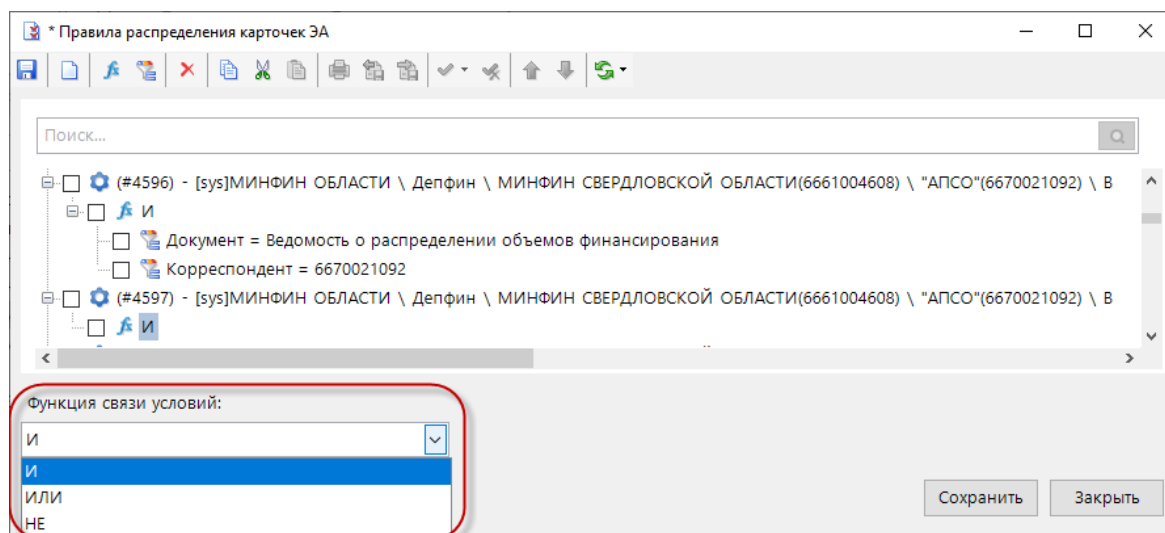 * Правила распределения карточек ЭА
Поиск...
(#4596) - [sys]МИНФИН ОБЛАСТИ \ Депфин \ МИНФИН СВЕРДЛОВСКОЙ ОБЛАСТИ(6661004608) \ "АПСО"(6670021092) \ В
fx И
Документ = Ведомость о распределении объемов финансирования
Корреспондент = 6670021092
(#4597) - [sys]МИНФИН ОБЛАСТИ \ Депфин \ МИНФИН СВЕРДЛОВСКОЙ ОБЛАСТИ(6661004608) \ "АПСО"(6670021092) \ В
fx И
Функция связи условий:
И
И
ИЛИ
НЕ
Сохранить Закрыть